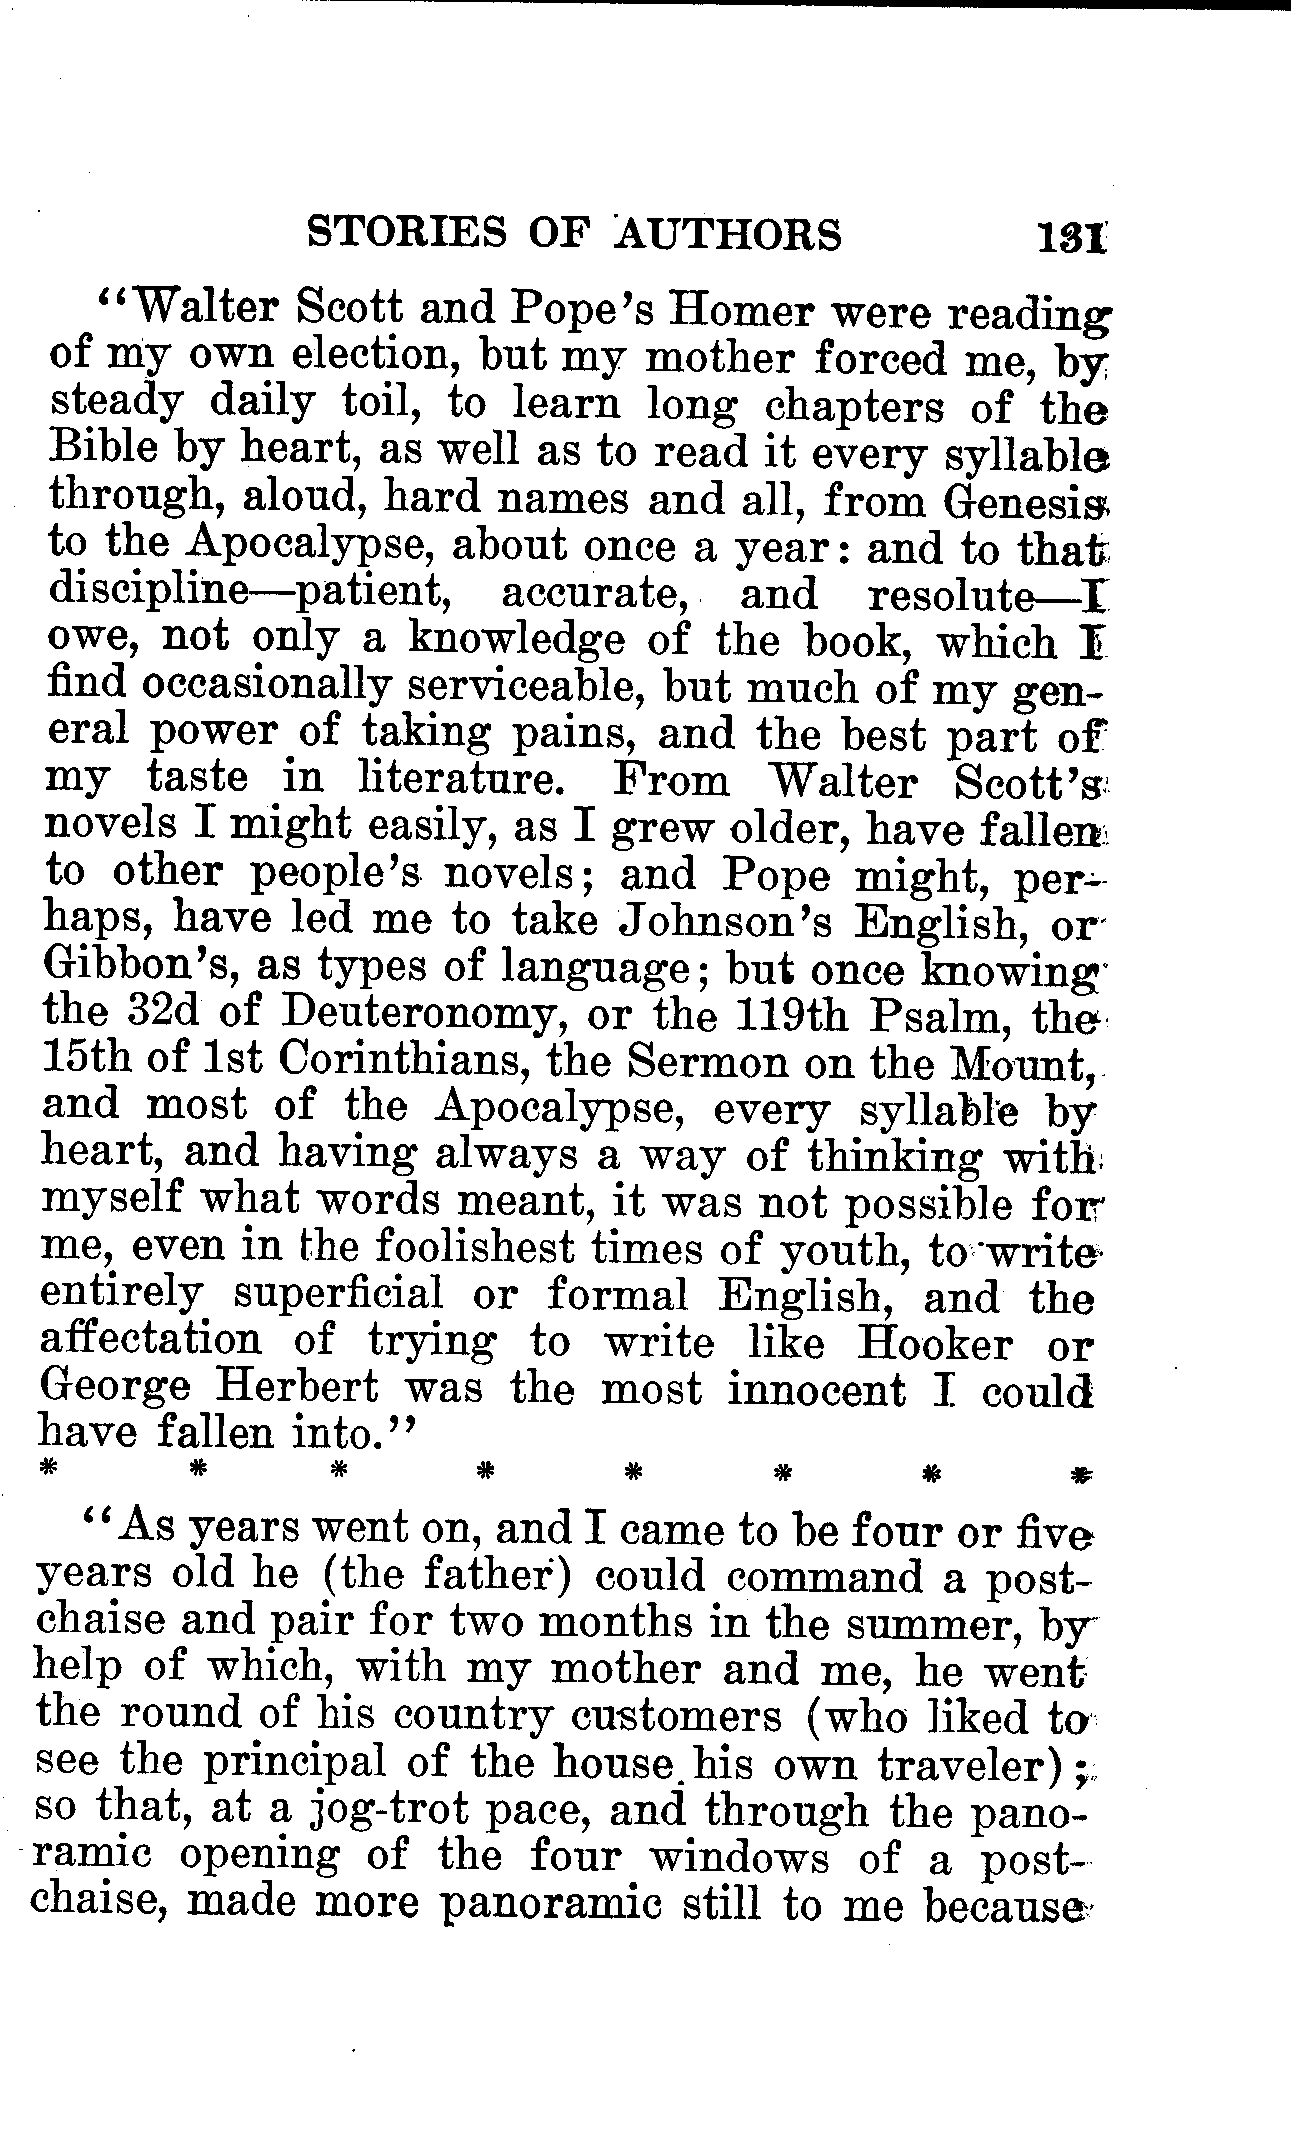 STORIES OF AUTHORS 131
"Walter Scott and Pope's Homer were reading
of my own election, but my mother forced me, by
steady daily toil, to learn long chapters of the
Bible by heart, as well as to read it every syllable
through, aloud, hard names and all, from Genesis
to the Apocalypse, about once a year: and to that
discipline—patient, accurate, and resolute—I
owe, not only a knowledge of the book, which I
find occasionally serviceable, but much of my gen-
eral power of taking pains, and the best part of
my taste in literature. From Walter Scott's
novels I might easily, as I grew older, have fallen
to other people's novels; and Pope might, per-
haps, have led me to take Johnson's English, or
Gibbon's, as types of language; but once knowing
the 32d of Deuteronomy, or the 119th Psalm, the
15th of 1st Corinthians, the Sermon on the Mount,
and most of the Apocalypse, every syllable by
heart, and having always a way of thinking with
myself what words meant, it was not possible for
me, even in the foolishest times of youth, to write
entirely superficial or formal English, and the
affectation of trying to write like Hooker or
George Herbert was the most innocent I could
have fallen into."
* * * * * * * *
"As years went on, and I came to be four or five
years old he (the father) could command a post-
chaise and pair for two months in the summer, by
help of which, with my mother and me, he went
the round of his country customers (who liked to
see the principal of the house his own traveler);
so that, at a jog-trot pace, and through the pano-
ramic opening of the four windows of a post-
chaise, made more panoramic still to me because